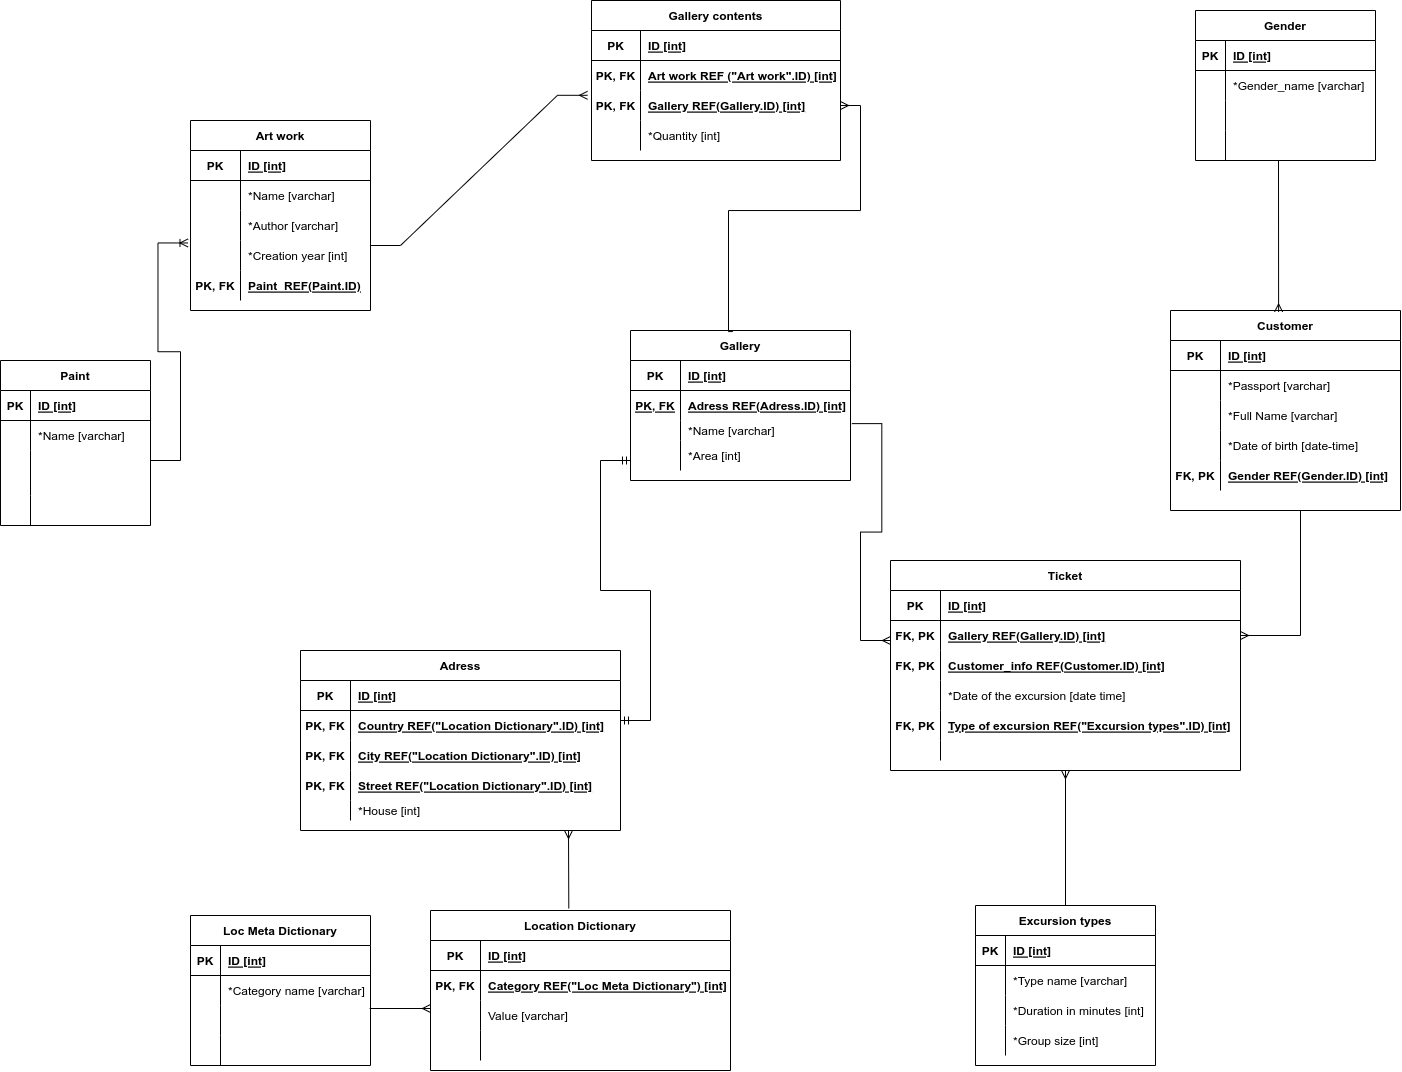 Gallery contents
PK ID [int]
PK, FK Art work REF ("Art work".ID) [int]
PK, FK Gallery REF(Gallery.ID) [int]
*Quantity [int]
Gender
PK ID [int]
*Gender_name [varchar]
Art work
PK ID [int]
*Name [varchar]
*Author [varchar]
*Creation year [int]
PK, FK Paint_REF(Paint.ID)
Paint
PK ID [int]
*Name [varchar]
Gallery
PK ID [int]
PK, FK Adress REF(Adress.ID) [int]
*Name [varchar]
*Area [int]
Customer
PK ID [int]
*Passport [varchar]
*Full Name [varchar]
*Date of birth [date-time]
FK, PK Gender REF(Gender.ID) [int]
Ticket
PK ID [int]
FK, PK Gallery REF(Gallery.ID) [int]
FK, PK Customer_info REF(Customer.ID) [int]
*Date of the excursion [date time]
FK, PK Type of excursion REF("Excursion types".ID) [int]
Adress
PK ID [int]
PK, FK Country REF("Location Dictionary".ID) [int]
PK, FK City REF("Location Dictionary".ID) [int]
PK, FK Street REF("Location Dictionary".ID) [int]
*House [int]
Loc Meta Dictionary
PK ID [int]
*Category name [varchar]
Location Dictionary
PK ID [int]
PK, FK Category REF("Loc Meta Dictionary") [int]
Value [varchar]
Excursion types
PK ID [int]
*Type name [varchar]
*Duration in minutes [int]
*Group size [int]